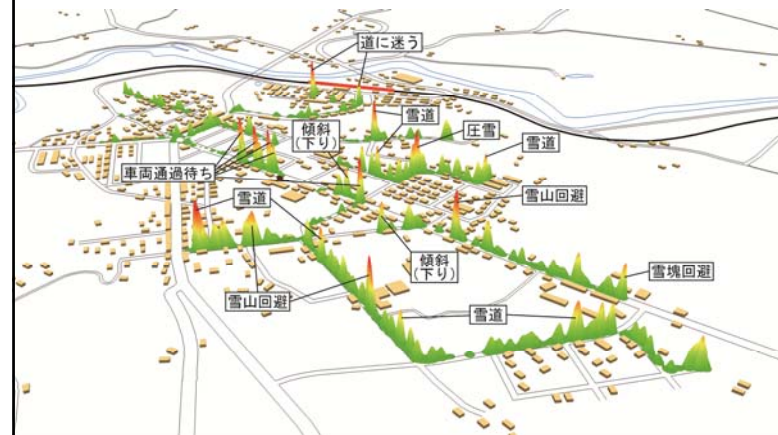 道に迷う
雪道
傾斜
(下り)
圧雪
雪道
車両通過待ち
雪道
雪山回避
傾斜
(下り)
雪塊回避
雪山回避
雪道